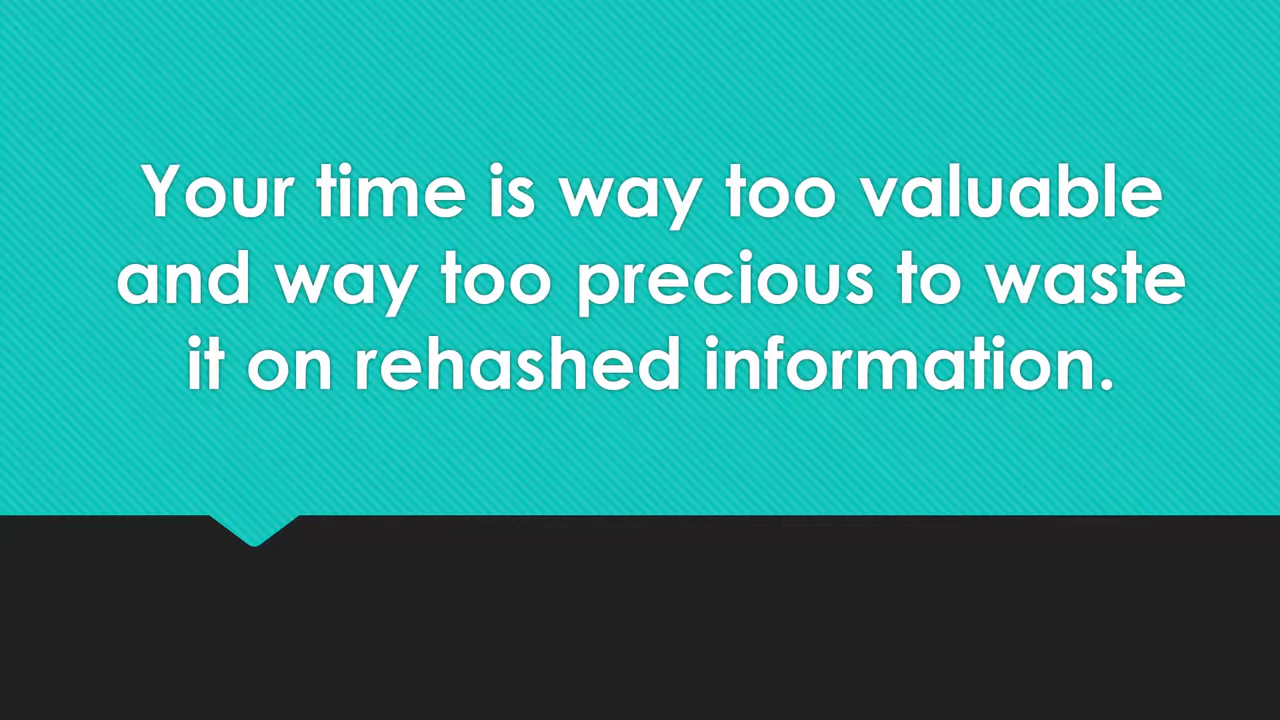 Your time is way too valuable
and way too precious to waste
it on rehashed information.